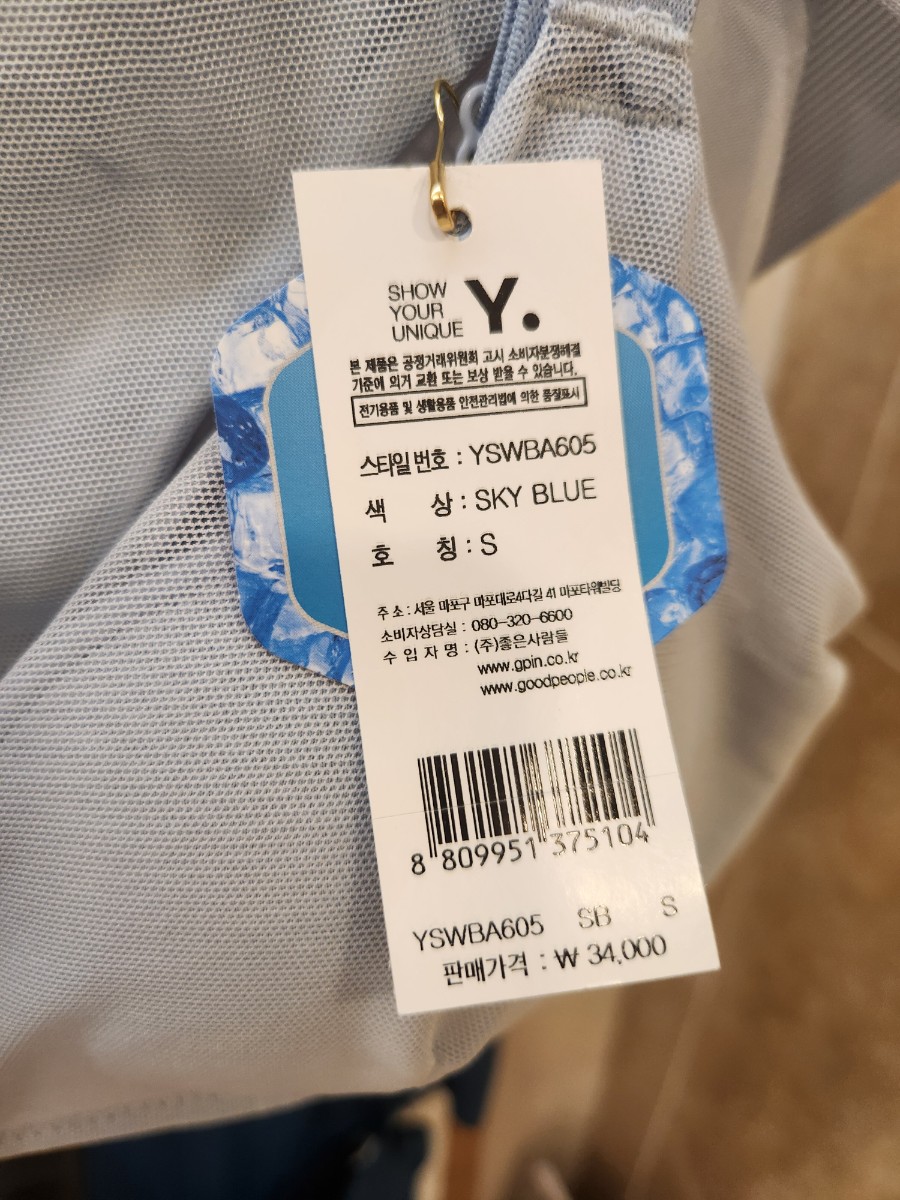 SHOW
YOUR
UNIQUE
Y.
본 제품은 공정거래위원회 고시 소비자분쟁해결
기준에 의거 교환 또는 보상 받을 수 있습니다.
전기용품 및 생활용품 안전관리법에 의한 품질표시
스타일 번호 : YSWBA605
색 상 : SKY BLUE
호 칭 : S
주 소 : 서울 마포구 마포대로4다길 41 마포타워빌딩
소비자상담실 : 080-320-6600
수 입 자 명 : (주)좋은사람들
www.gpin.co.kr
www.goodpeople.co.kr
8 809951 375104
YSWBA605 SB S
판매가격 : ₩ 34,000